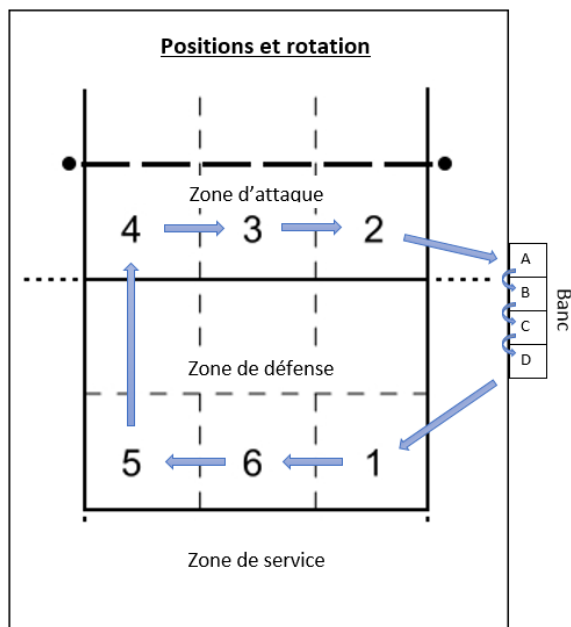 Positions et rotation
Zone d'attaque
4 3 2
A
B
C
D
Banc
Zone de défense
5 6 1
Zone de service